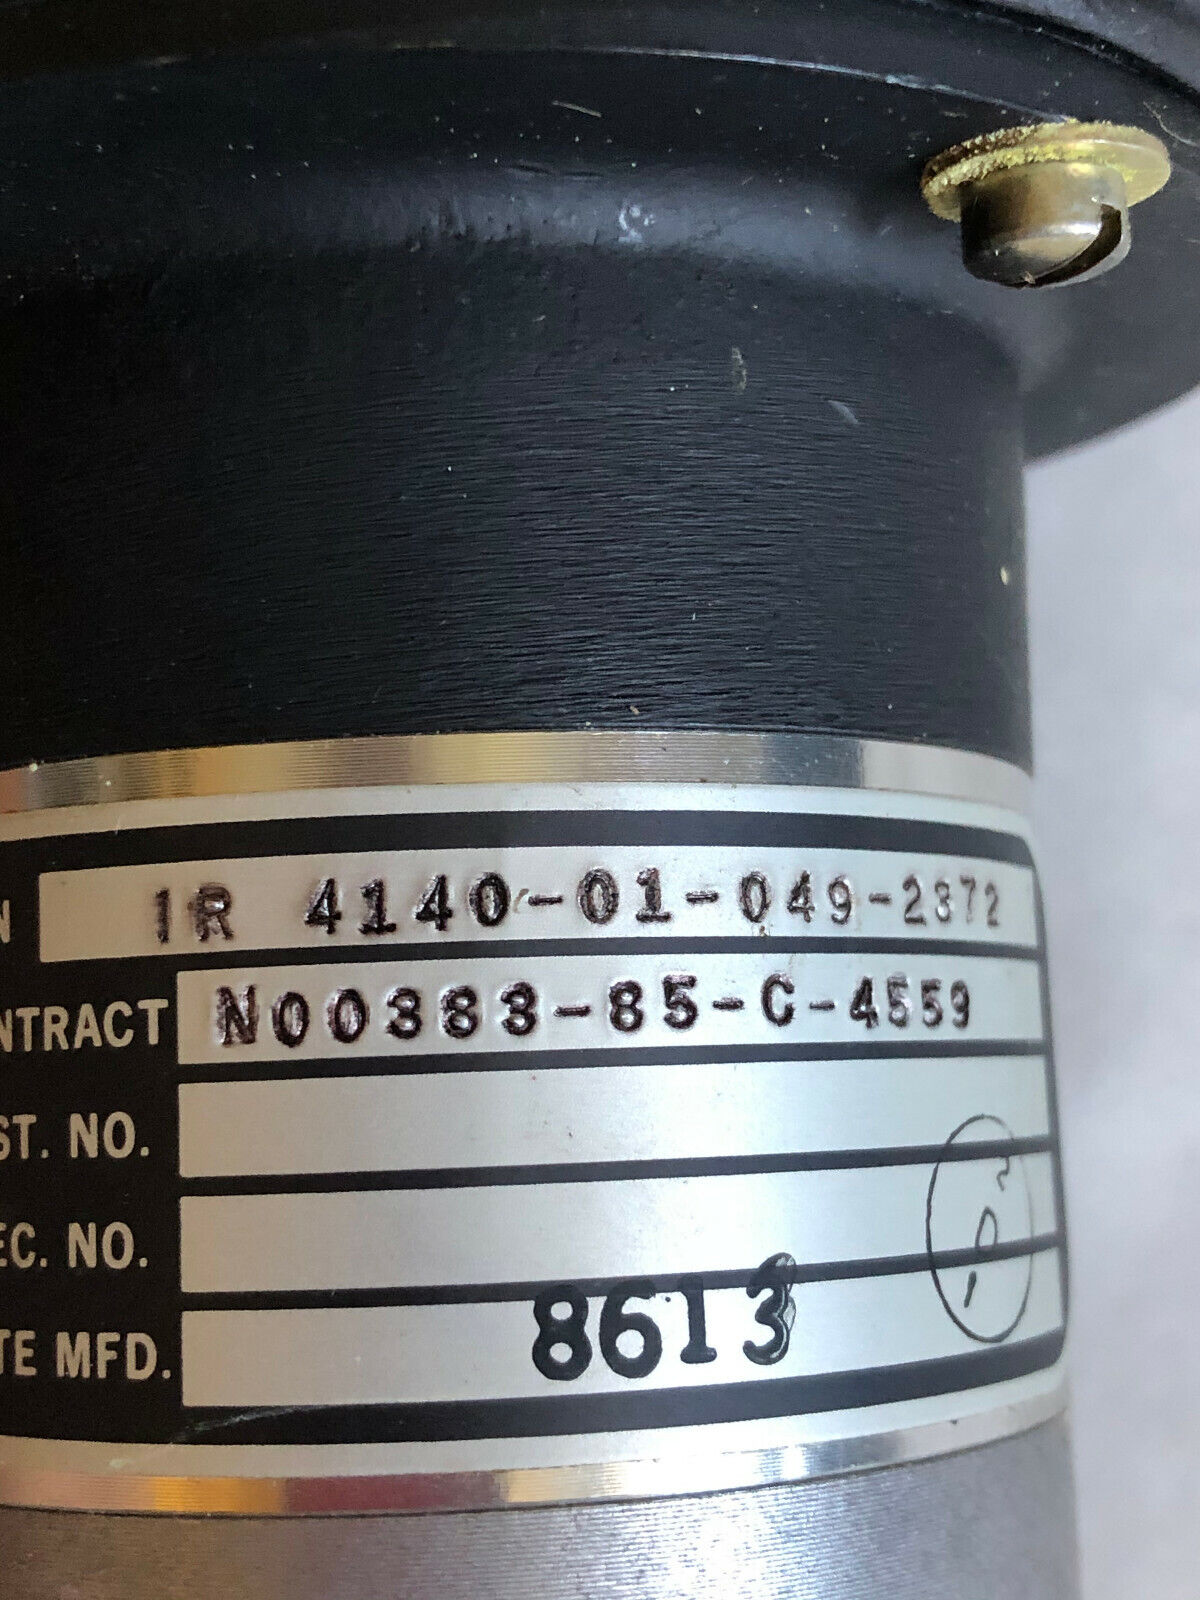 N 1R 4140-01-049-2372
NTRACT N00383-85-C-4559
ST. NO.
EC. NO.
TE MFD. 8613